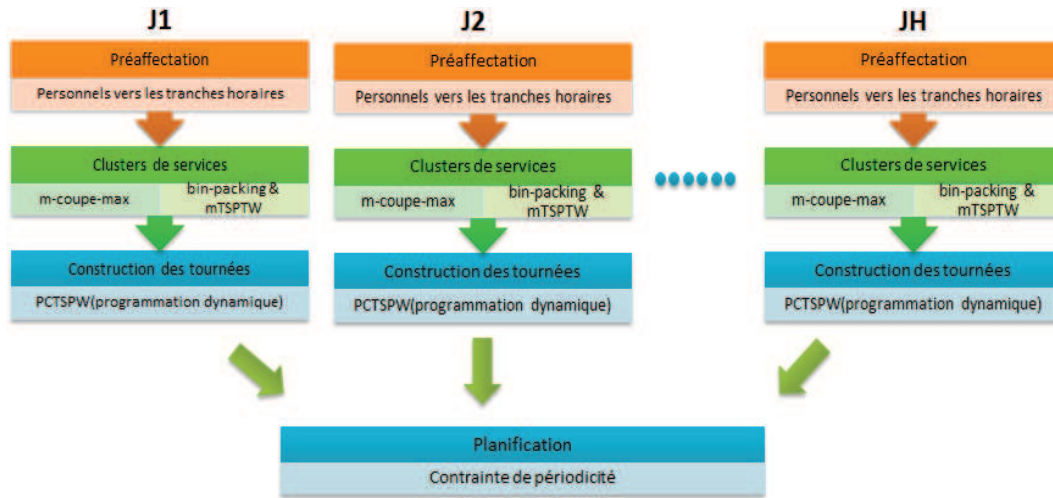 J1
Préaffectation
Personnels vers les tranches horaires
Clusters de services
m-coupe-max
bin-packing &
mTSPTW
Construction des tournées
PCTSPW(programmation dynamique)
J2
Préaffectation
Personnels vers les tranches horaires
Clusters de services
m-coupe-max
bin-packing &
mTSPTW
Construction des tournées
PCTSPW(programmation dynamique)
JH
Préaffectation
Personnels vers les tranches horaires
Clusters de services
m-coupe-max
bin-packing &
mTSPTW
Construction des tournées
PCTSPW(programmation dynamique)
Planification
Contrainte de périodicité